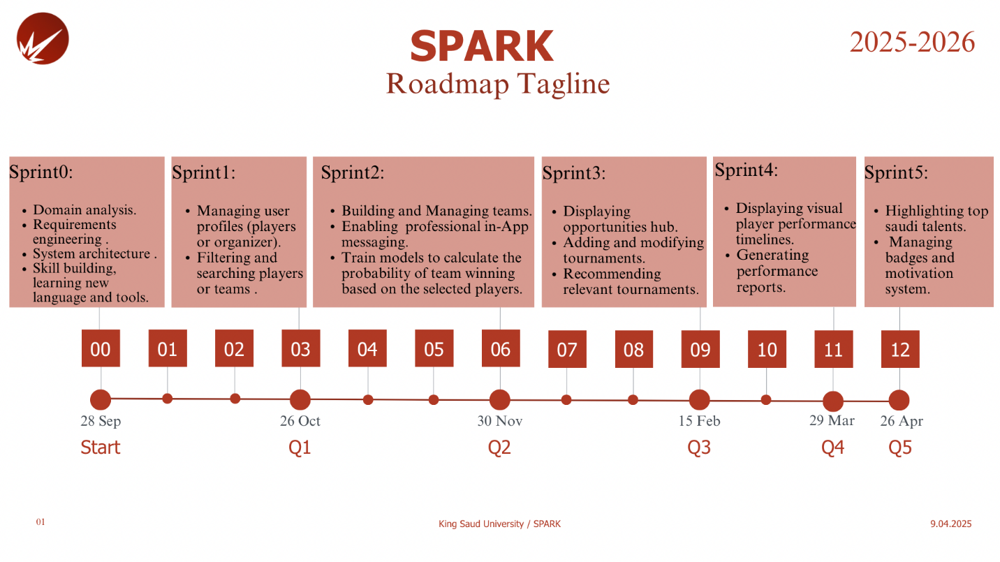 SPARK
Roadmap Tagline
2025-2026
Sprint0:
• Domain analysis.
• Requirements
engineering .
• System architecture .
• Skill building,
learning new
language and tools.
Sprint1:
• Managing user
profiles (players
or organizer).
• Filtering and
searching players
or teams .
Sprint2:
• Building and Managing teams.
• Enabling  professional in-App
messaging.
• Train models to calculate the
probability of team winning
based on the selected players.
Sprint3:
• Displaying
opportunities hub.
• Adding and modifying
tournaments.
• Recommending
relevant tournaments.
Sprint4:
• Displaying visual
player performance
timelines.
• Generating
performance
reports.
Sprint5:
• Highlighting top
saudi talents.
• Managing
badges and
motivation
system.
00 01 02 03 04 05 06 07 08 09 10 11 12
28 Sep 26 Oct 30 Nov 15 Feb 29 Mar 26 Apr
Start Q1 Q2 Q3 Q4 Q5
01
King Saud University / SPARK
9.04.2025